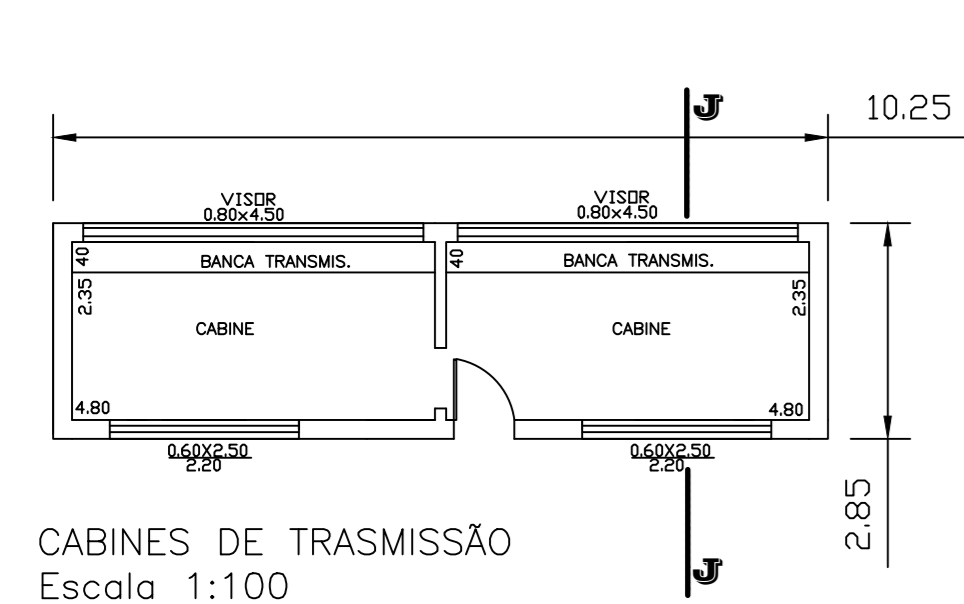 J
10.25
VISOR
0.80x4.50
VISOR
0.80x4.50
40
BANCA TRANSMIS.
40
BANCA TRANSMIS.
2.35
2.35
CABINE
CABINE
4.80
4.80
0.60X2.50
2.20
0.60X2.50
2.20
2.85
CABINES DE TRASMISSÃO
Escala 1:100
J